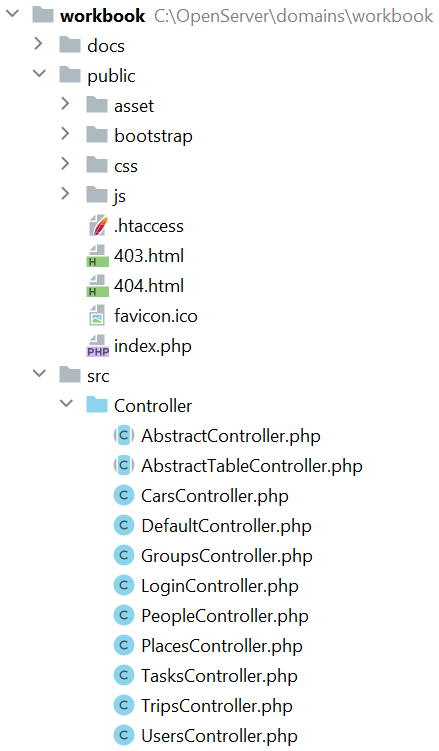 workbook C:\OpenServer\domains\workbook
docs
public
asset
bootstrap
css
js
.htaccess
H 403.html
H 404.html
favicon.ico
PHP index.php
src
Controller
C AbstractController.php
C AbstractTableController.php
C CarsController.php
C DefaultController.php
C GroupsController.php
C LoginController.php
C PeopleController.php
C PlacesController.php
C TasksController.php
C TripsController.php
C UsersController.php